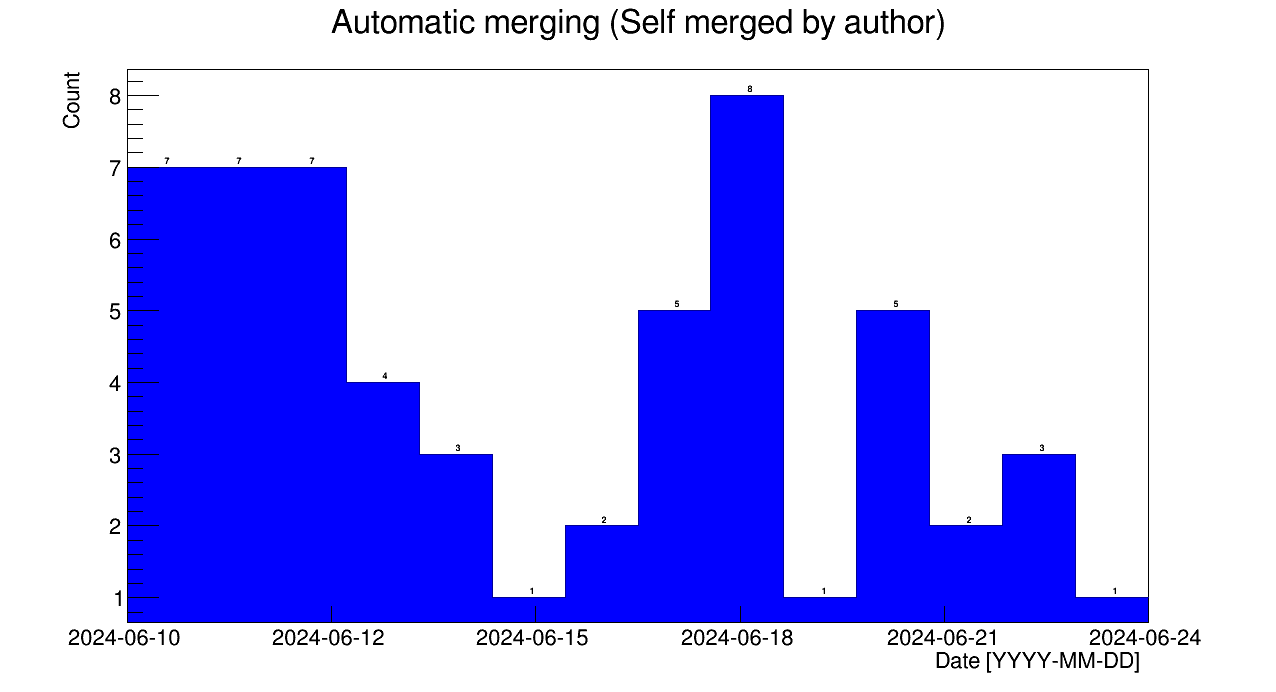 Automatic merging (Self merged by author)
Count
8
7
6
5
4
3
2
1
7 7 7 4 3 1 2 5 8 1 5 2 3 1
2024-06-10 2024-06-12 2024-06-15 2024-06-18 2024-06-21 2024-06-24
Date [YYYY-MM-DD]